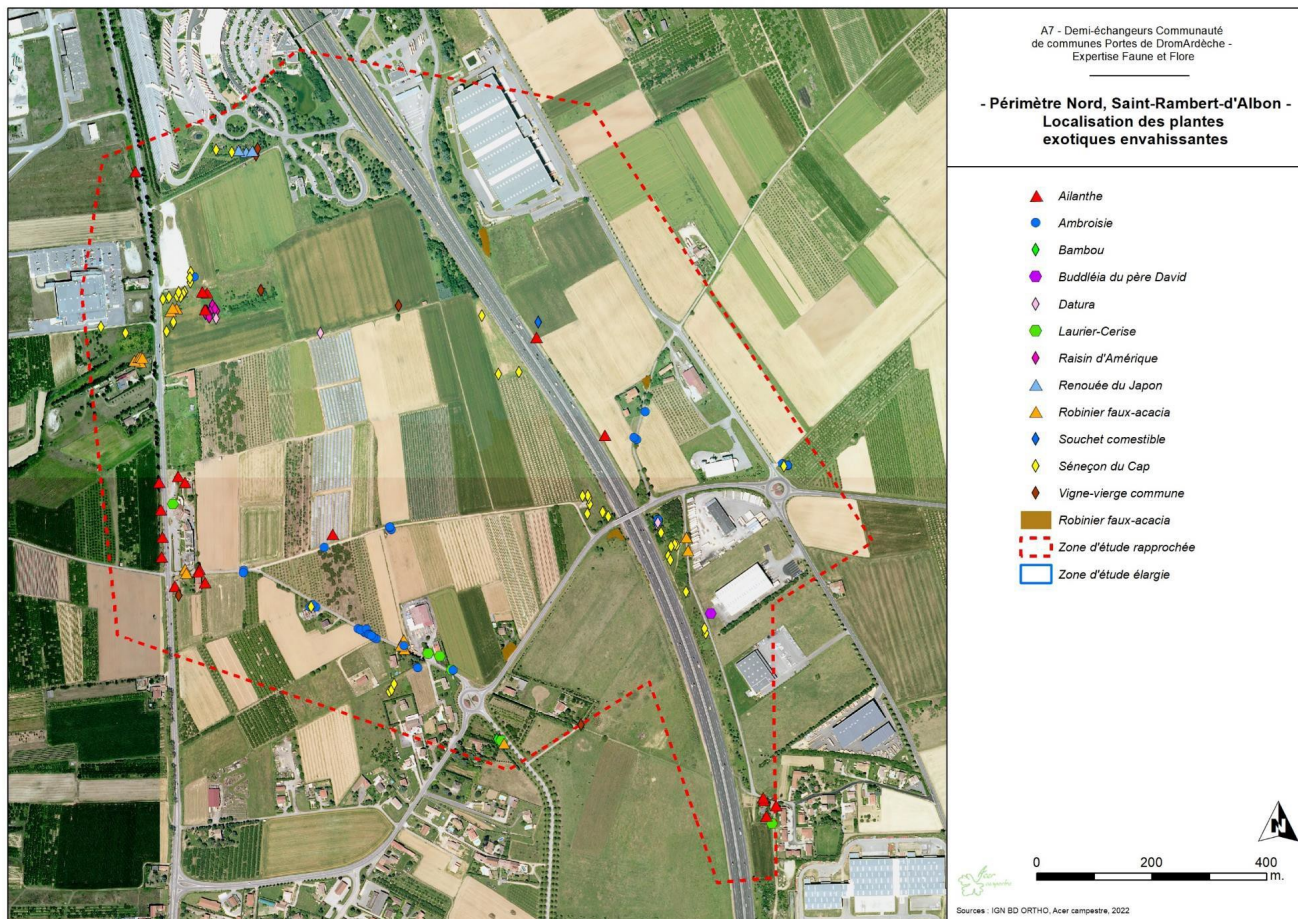 A7 - Demi-échangeurs Communauté
de communes Portes de DromArdèche -
Expertise Faune et Flore
- Périmètre Nord, Saint-Rambert-d'Albon -
Localisation des plantes
exotiques envahissantes
Ailanthe
Ambroisie
Bambou
Buddléia du père David
Datura
Laurier-Cerise
Raisin d'Amérique
Renouée du Japon
Robinier faux-acacia
Souchet comestible
Séneçon du Cap
Vigne-vierge commune
Robinier faux-acacia
Zone d'étude rapprochée
Zone d'étude élargie
N
0 200 400
m.
Acer
campestre
Sources : IGN BD ORTHO, Acer campestre, 2022